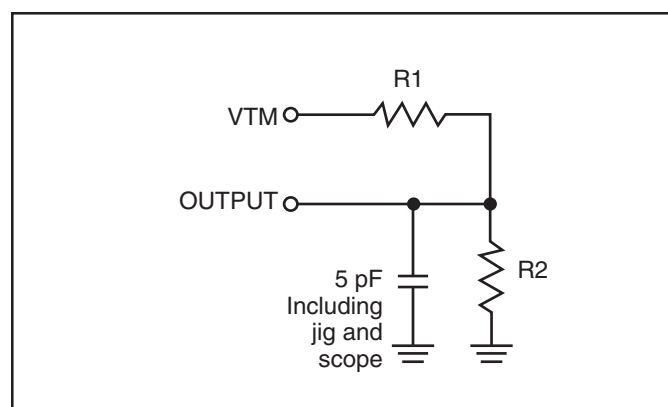 R1
VTM
OUTPUT
R2
5 pF
Including
jig and
scope